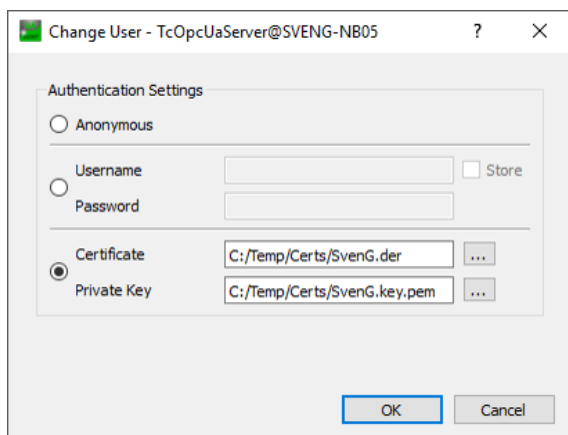 Change User - TcOpcUaServer@SVENG-NB05 ?
Authentication Settings
Anonymous
Username
Store
Password
Certificate C:/Temp/Certs/SvenG.der ...
Private Key C:/Temp/Certs/SvenG.key.pem ...
OK Cancel